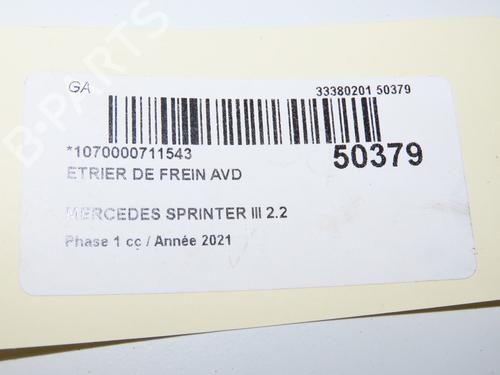 B-PARTS
GA
33380201 50379
*1070000711543
50379
ETRIER DE FREIN AVD
MERCEDES SPRINTER III 2.2
Phase 1 cc / Année 2021